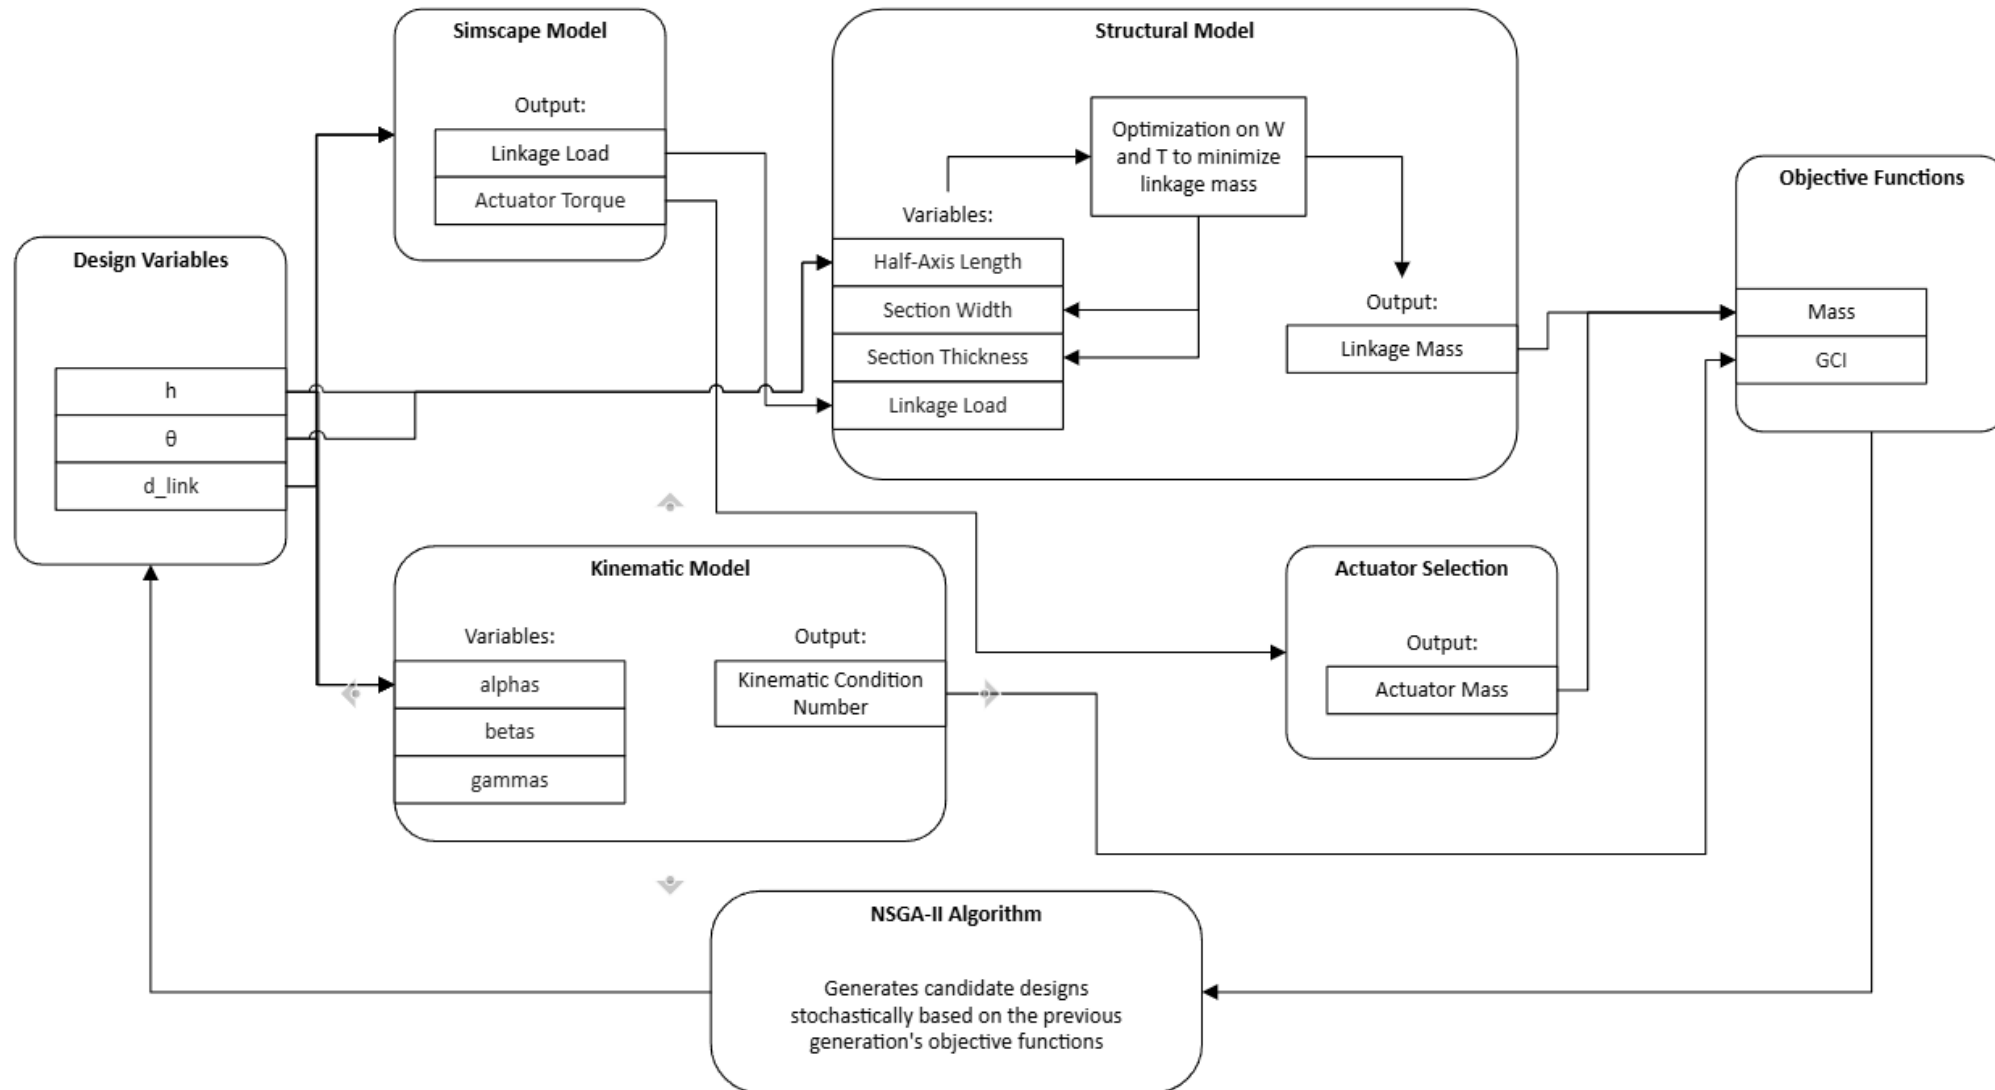 Simscape Model
Output:
Linkage Load
Actuator Torque
Structural Model
Optimization on W
and T to minimize
linkage mass
Variables:
Half-Axis Length
Section Width
Section Thickness
Linkage Load
Output:
Linkage Mass
Objective Functions
Mass
GCI
Design Variables
h
θ
d_link
Kinematic Model
Variables:
alphas
betas
gammas
Output:
Kinematic Condition
Number
Actuator Selection
Output:
Actuator Mass
NSGA-II Algorithm
Generates candidate designs
stochastically based on the previous
generation's objective functions